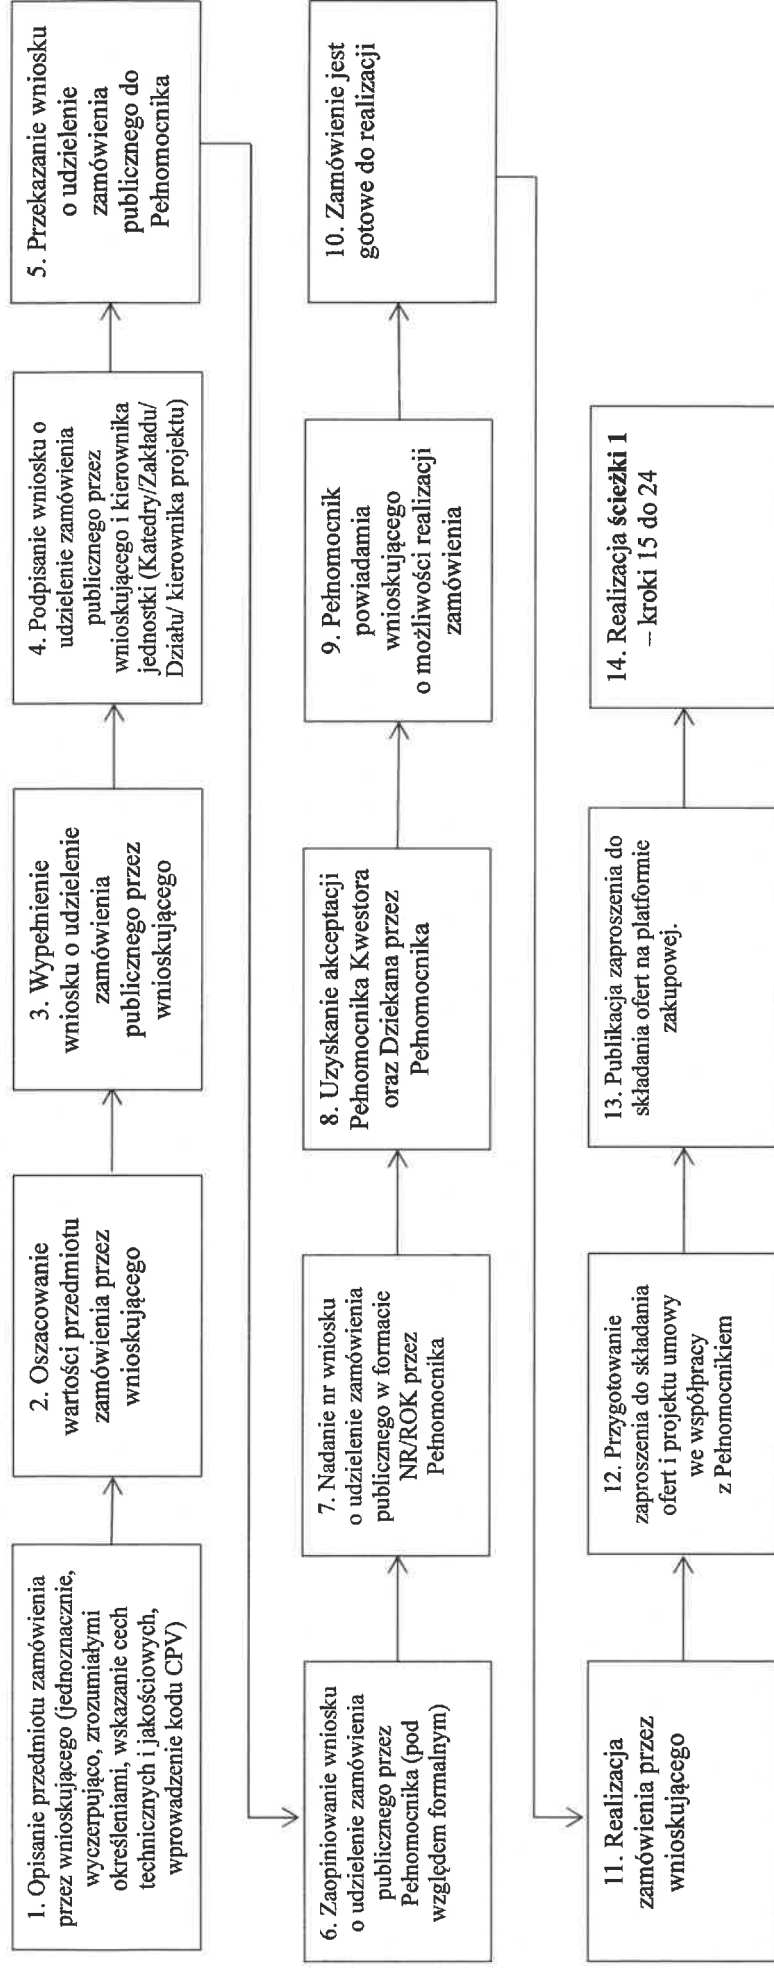 1. Opisanie przedmiotu zamówienia
przez wnioskującego (jednoznacznie,
wyczerpująco, zrozumiałymi
określeniami, wskazanie cech
technicznych i jakościowych,
wprowadzenie kodu CPV)
2. Oszacowanie
wartości przedmiotu
zamówienia przez
wnioskującego
3. Wypełnienie
wniosku o udzielenie
zamówienia
publicznego przez
wnioskującego
4. Podpisanie wniosku o
udzielenie zamówienia
publicznego przez
wnioskującego i kierownika
jednostki (Katedry/Zakładu/
Działu/ kierownika projektu)
5. Przekazanie wniosku
o udzielenie
zamówienia
publicznego do
Pełnomocnika
6. Zaopiniowanie wniosku
o udzielenie zamówienia
publicznego przez
Pełnomocnika (pod
względem formalnym)
7. Nadanie nr wniosku
o udzielenie zamówienia
publicznego w formacie
NR/ROK przez
Pełnomocnika
8. Uzyskanie akceptacji
Pełnomocnika Kwestora
oraz Dziekana przez
Pełnomocnika
9. Pełnomocnik
powiadamia
wnioskującego
o możliwości realizacji
zamówienia
10. Zamówienie jest
gotowe do realizacji
11. Realizacja
zamówienia przez
wnioskującego
12. Przygotowanie
zaproszenia do składania
ofert i projektu umowy
we współpracy
z Pełnomocnikiem
13. Publikacja zaproszenia do
składania ofert na platformie
zakupowej.
14. Realizacja ścieżki 1
– kroki 15 do 24